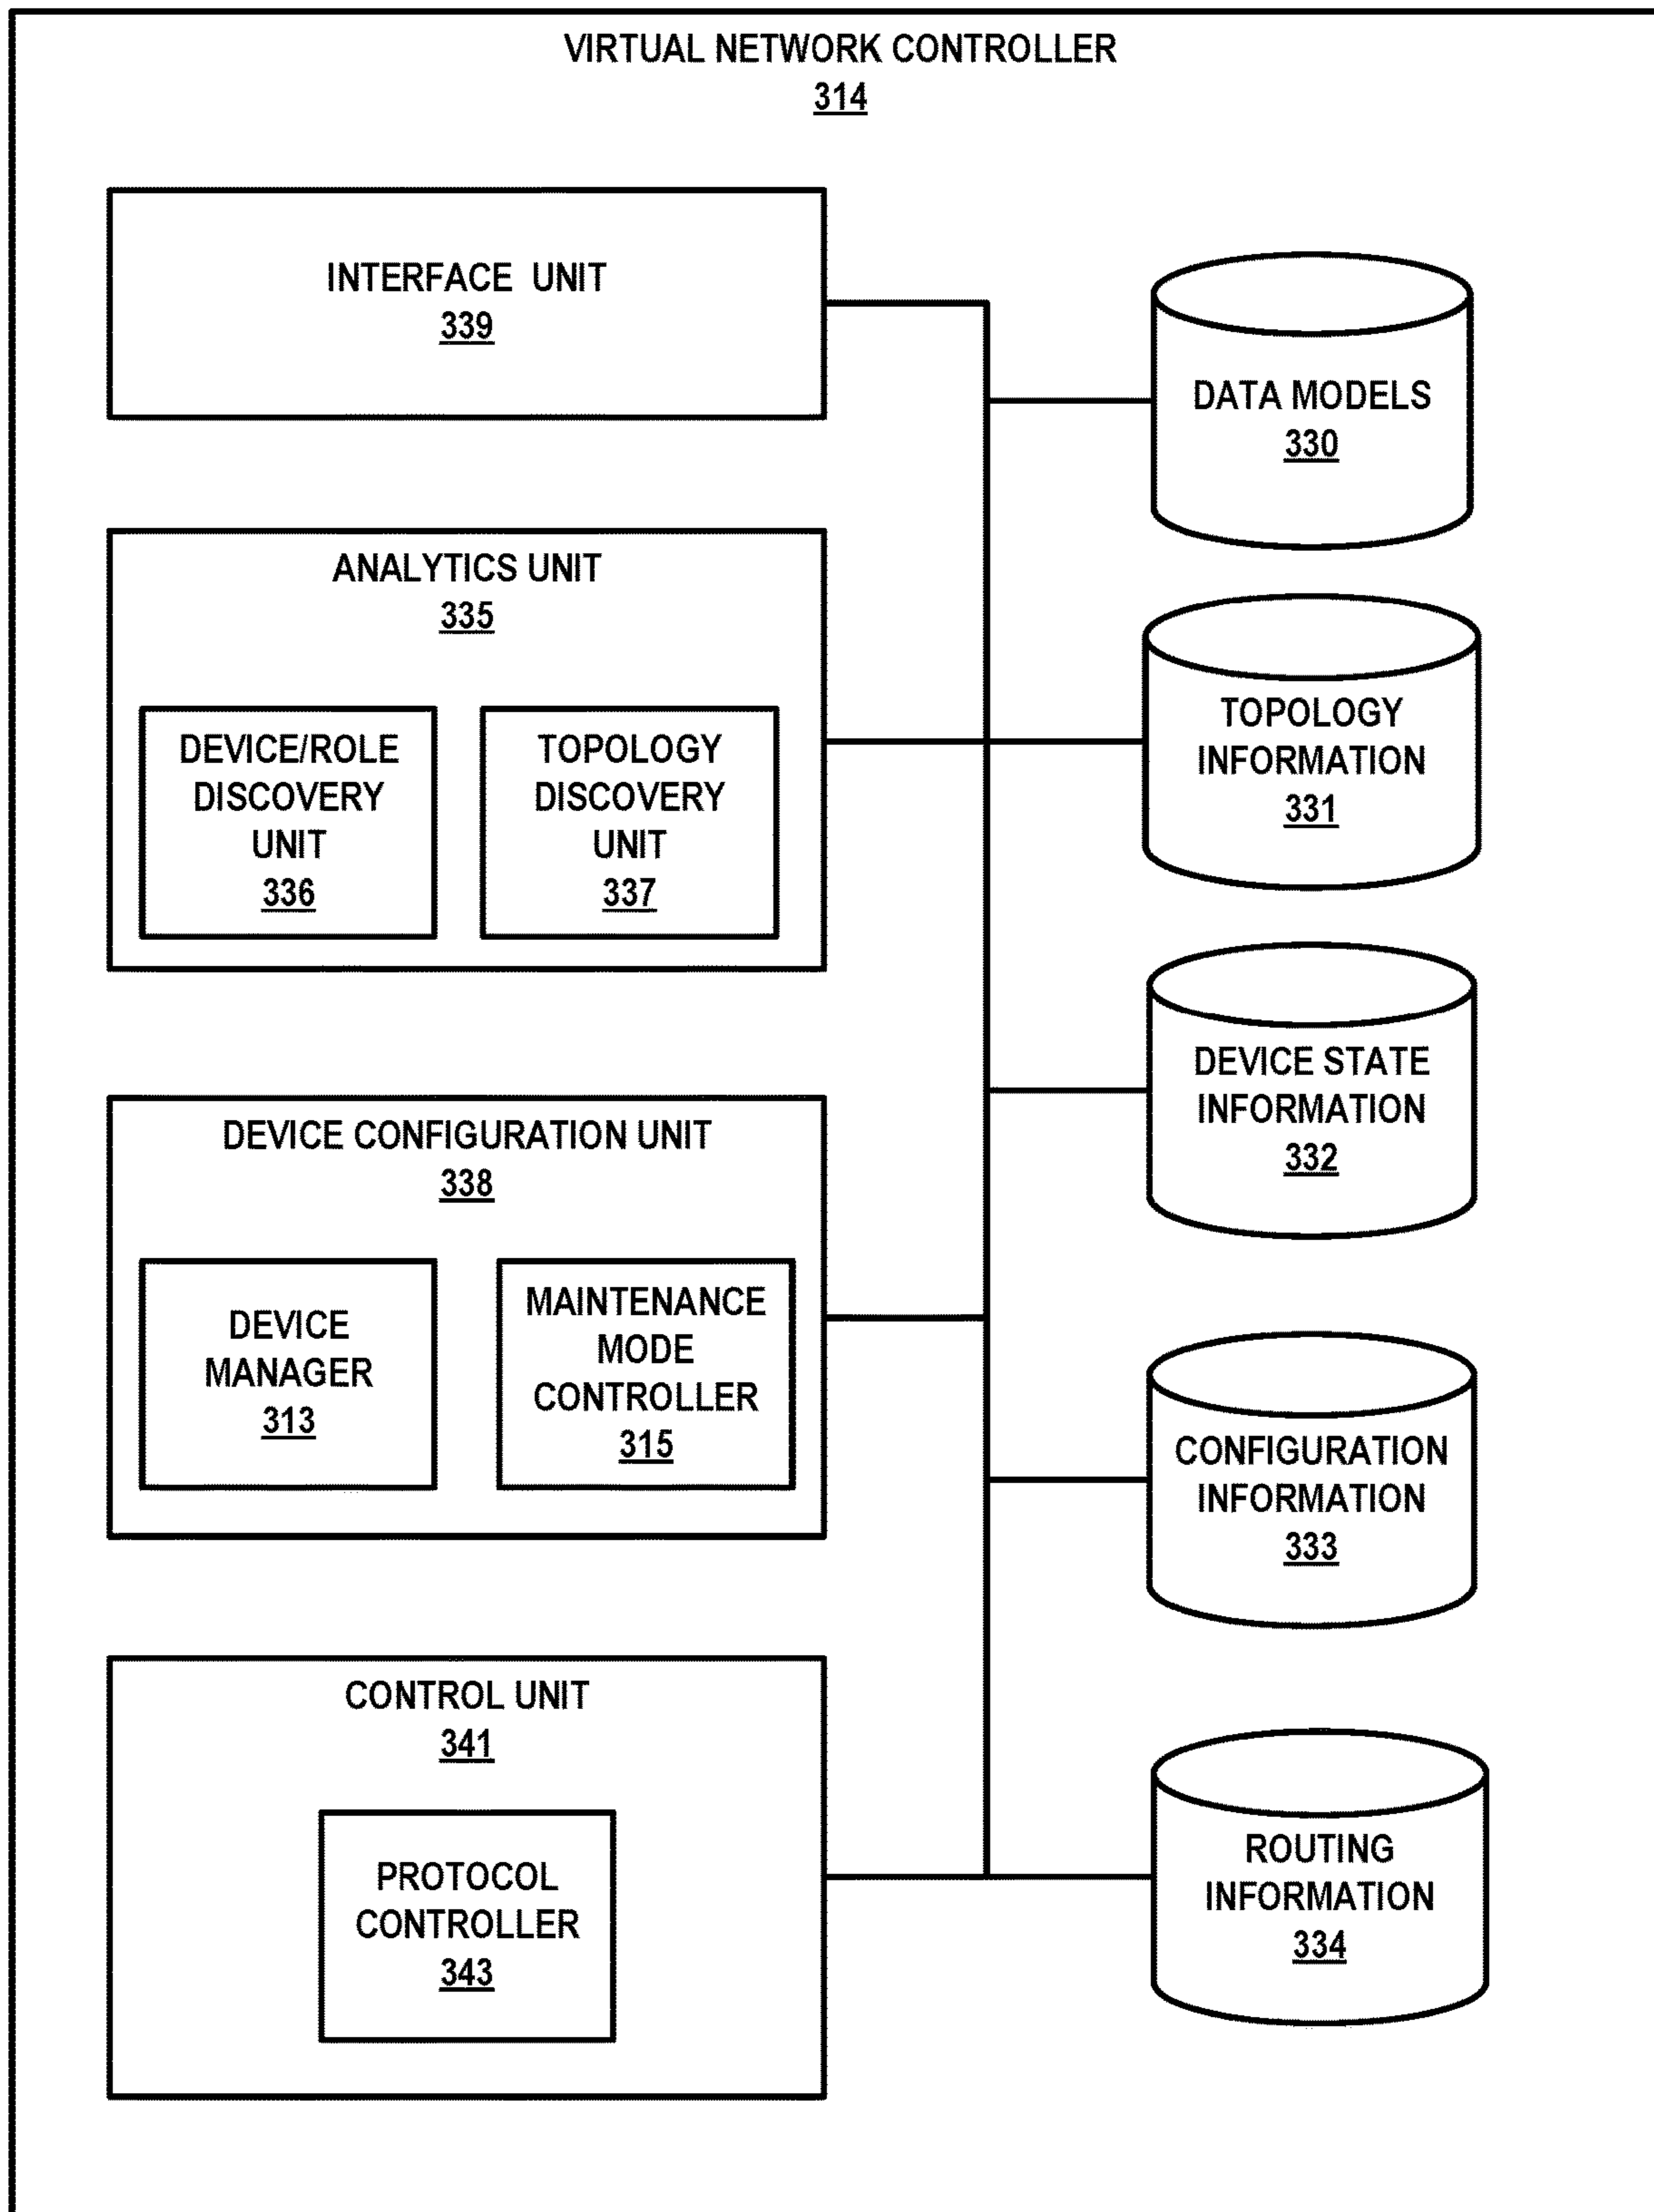 VIRTUAL NETWORK CONTROLLER
314
INTERFACE UNIT
339
DATA MODELS
330
ANALYTICS UNIT
335
DEVICE/ROLE
DISCOVERY
UNIT
336
TOPOLOGY
DISCOVERY
UNIT
337
TOPOLOGY
INFORMATION
331
DEVICE STATE
INFORMATION
332
DEVICE CONFIGURATION UNIT
338
DEVICE
MANAGER
313
MAINTENANCE
MODE
CONTROLLER
315
CONFIGURATION
INFORMATION
333
CONTROL UNIT
341
PROTOCOL
CONTROLLER
343
ROUTING
INFORMATION
334